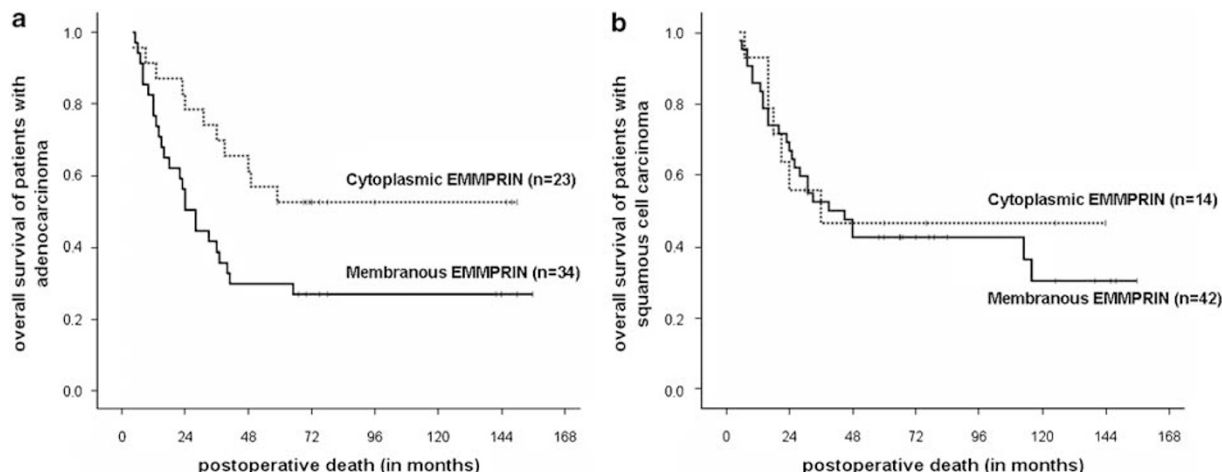 a
overall survival of patients with
adenocarcinoma
1.0
0.8
0.6
0.4
0.2
0.0
Cytoplasmic EMMPRIN (n=23)
Membranous EMMPRIN (n=34)
0 24 48 72 96 120 144 168
postoperative death (in months)
b
overall survival of patients with
squamous cell carcinoma
1.0
0.8
0.6
0.4
0.2
0.0
Cytoplasmic EMMPRIN (n=14)
Membranous EMMPRIN (n=42)
0 24 48 72 96 120 144 168
postoperative death (in months)